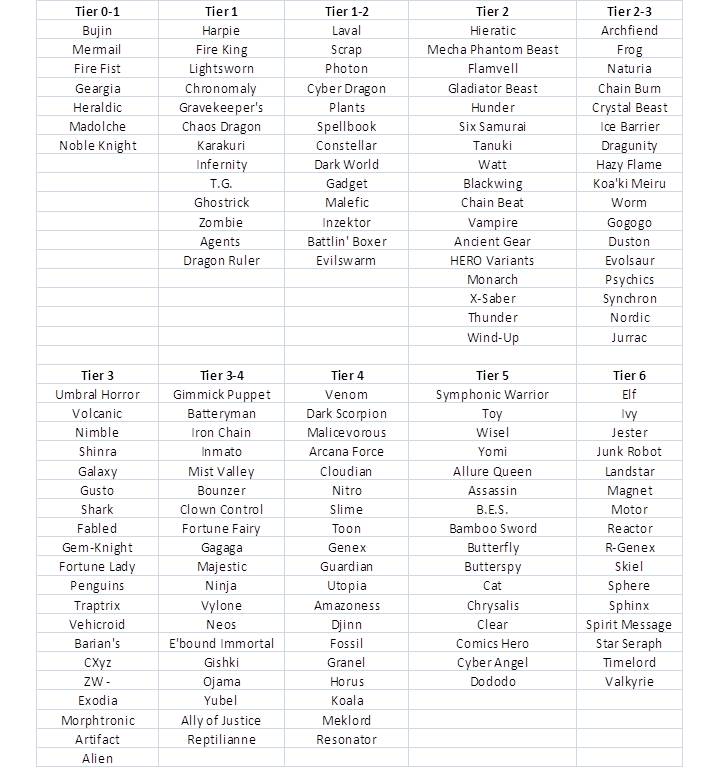 Tier 0-1 Tier 1 Tier 1-2 Tier 2 Tier 2-3
Bujin Harpie Laval Hieratic Archfiend
Mermail Fire King Scrap Mecha Phantom Beast Frog
Fire Fist Lightsworn Photon Flamvell Naturia
Geargia Chronomaly Cyber Dragon Gladiator Beast Chain Burn
Heraldic Gravekeeper's Plants Hunder Crystal Beast
Madolche Chaos Dragon Spellbook Six Samurai Ice Barrier
Noble Knight Karakuri Constellar Tanuki Dragunity
Infernity Dark World Watt Hazy Flame
T.G. Gadget Blackwing Koa'ki Meiru
Ghostrick Malefic Chain Beat Worm
Zombie Inzektor Vampire Gogogo
Agents Battlin' Boxer Ancient Gear Duston
Dragon Ruler Evilswarm HERO Variants Evolsaur
Monarch Psychics
X-Saber Synchron
Thunder Nordic
Wind-Up Jurrac
Tier 3 Tier 3-4 Tier 4 Tier 5 Tier 6
Umbral Horror Gimmick Puppet Venom Symphonic Warrior Elf
Volcanic Batteryman Dark Scorpion Toy Ivy
Nimble Iron Chain Malicevorous Wisel Jester
Shinra Inmato Arcana Force Yomi Junk Robot
Galaxy Mist Valley Cloudian Allure Queen Landstar
Gusto Bounzer Nitro Assassin Magnet
Shark Clown Control Slime B.E.S. Motor
Fabled Fortune Fairy Toon Bamboo Sword Reactor
Gem-Knight Gagaga Genex Butterfly R-Genex
Fortune Lady Majestic Guardian Butterspy Skiel
Penguins Ninja Utopia Cat Sphere
Traptrix Vylone Amazoness Chrysalis Sphinx
Vehicroid Neos Djinn Clear Spirit Message
Barian's E'bound Immortal Fossil Comics Hero Star Seraph
CXyz Gishki Granel Cyber Angel Timelord
ZW - Ojama Horus Dododo Valkyrie
Exodia Yubel Koala
Morphtronic Ally of Justice Meklord
Artifact Reptilianne Resonator
Alien